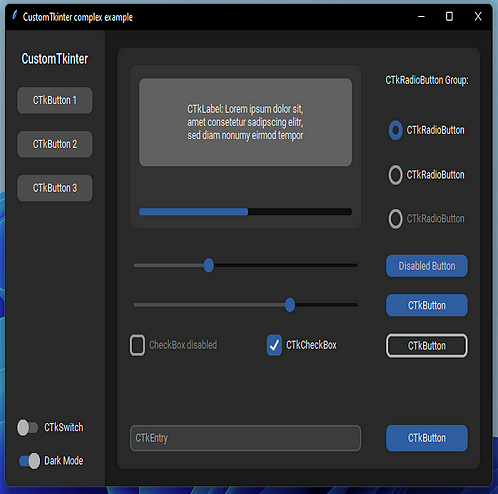 CustomTkinter complex example
CustomTkinter
CTkButton 1
CTkButton 2
CTkButton 3
CTkSwitch
Dark Mode
CTkLabel: Lorem ipsum dolor sit,
amet consetetur sadipscing elitr,
sed diam nonumy eirmod tempor
CTkRadioButton Group:
CTkRadioButton
CTkRadioButton
CTkRadioButton
Disabled Button
CTkButton
CheckBox disabled
CTkCheckBox
CTkButton
CTkEntry
CTkButton